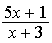 5x + 1
x + 3